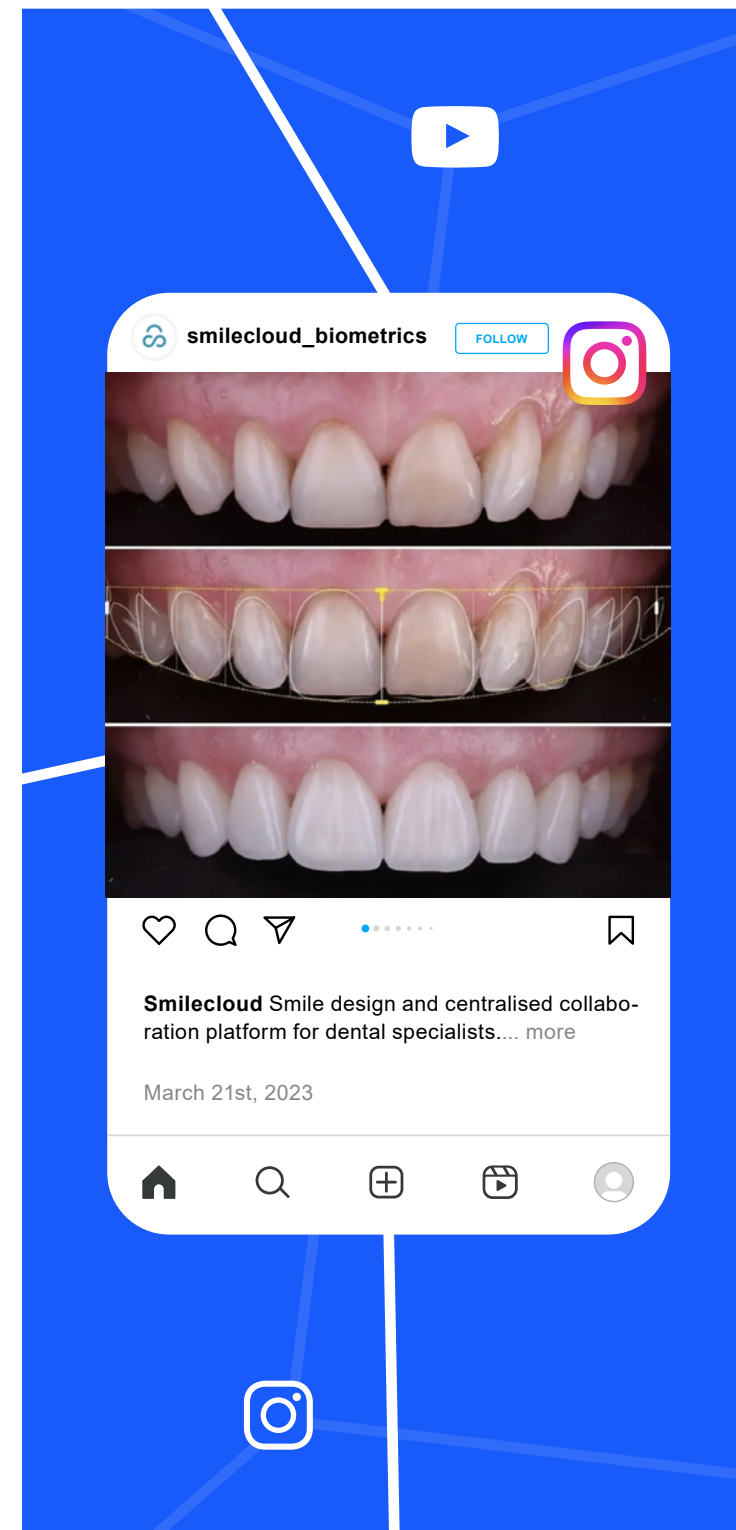 smilecloud_biometrics
FOLLOW
Smilecloud Smile design and centralised collabo-
ration platform for dental specialists.... more
March 21st, 2023